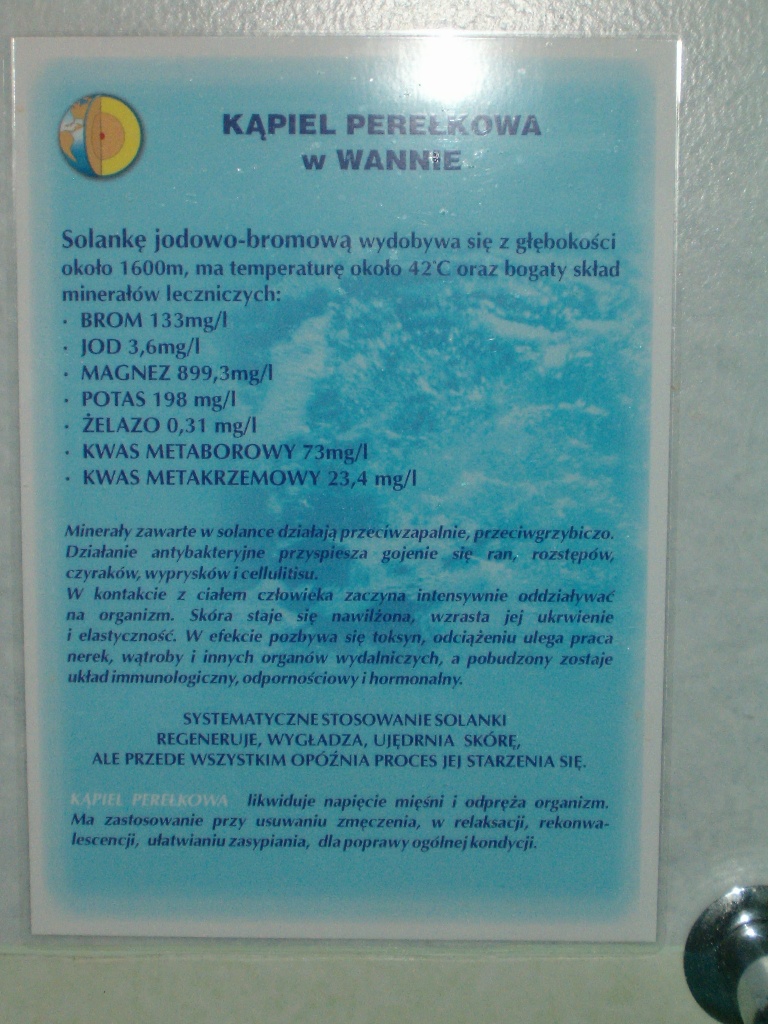 KĄPIEL PEREŁKOWA
w WANNIE
Solankę jodowo-bromową wydobywa się z głębokości
około 1600m, ma temperaturę około 42°C oraz bogaty skład
minerałów leczniczych:
· BROM 133mg/l
· JOD 3,6mg/l
· MAGNEZ 899,3mg/l
· POTAS 198 mg/l
· ŻELAZO 0,31 mg/l
· KWAS METABOROWY 73mg/l
· KWAS METAKRZEMOWY 23,4 mg/l
Minerały zawarte w solance działają przeciwzapalnie, przeciwgrzybiczo.
Działanie antybakteryjne przyspiesza gojenie się ran, rozstępów,
czyraków, wyprysków i cellulitisu.
W kontakcie z ciałem człowieka zaczyna intensywnie oddziaływać
na organizm. Skóra staje się nawilżona, wzrasta jej ukrwienie
i elastyczność. W efekcie pozbywa się toksyn, odciążeniu ulega praca
nerek, wątroby i innych organów wydalniczych, a pobudzony zostaje
układ immunologiczny, odpornościowy i hormonalny.
SYSTEMATYCZNE STOSOWANIE SOLANKI
REGENERUJE, WYGŁADZA, UJĘDRNIA SKÓRĘ,
ALE PRZEDE WSZYSTKIM OPÓŹNIA PROCES JEJ STARZENIA SIĘ.
KĄPIEL PEREŁKOWA likwiduje napięcie mięśni i odpręża organizm.
Ma zastosowanie przy usuwaniu zmęczenia, w relaksacji, rekonwa-
lescencji, ułatwianiu zasypiania, dla poprawy ogólnej kondycji.